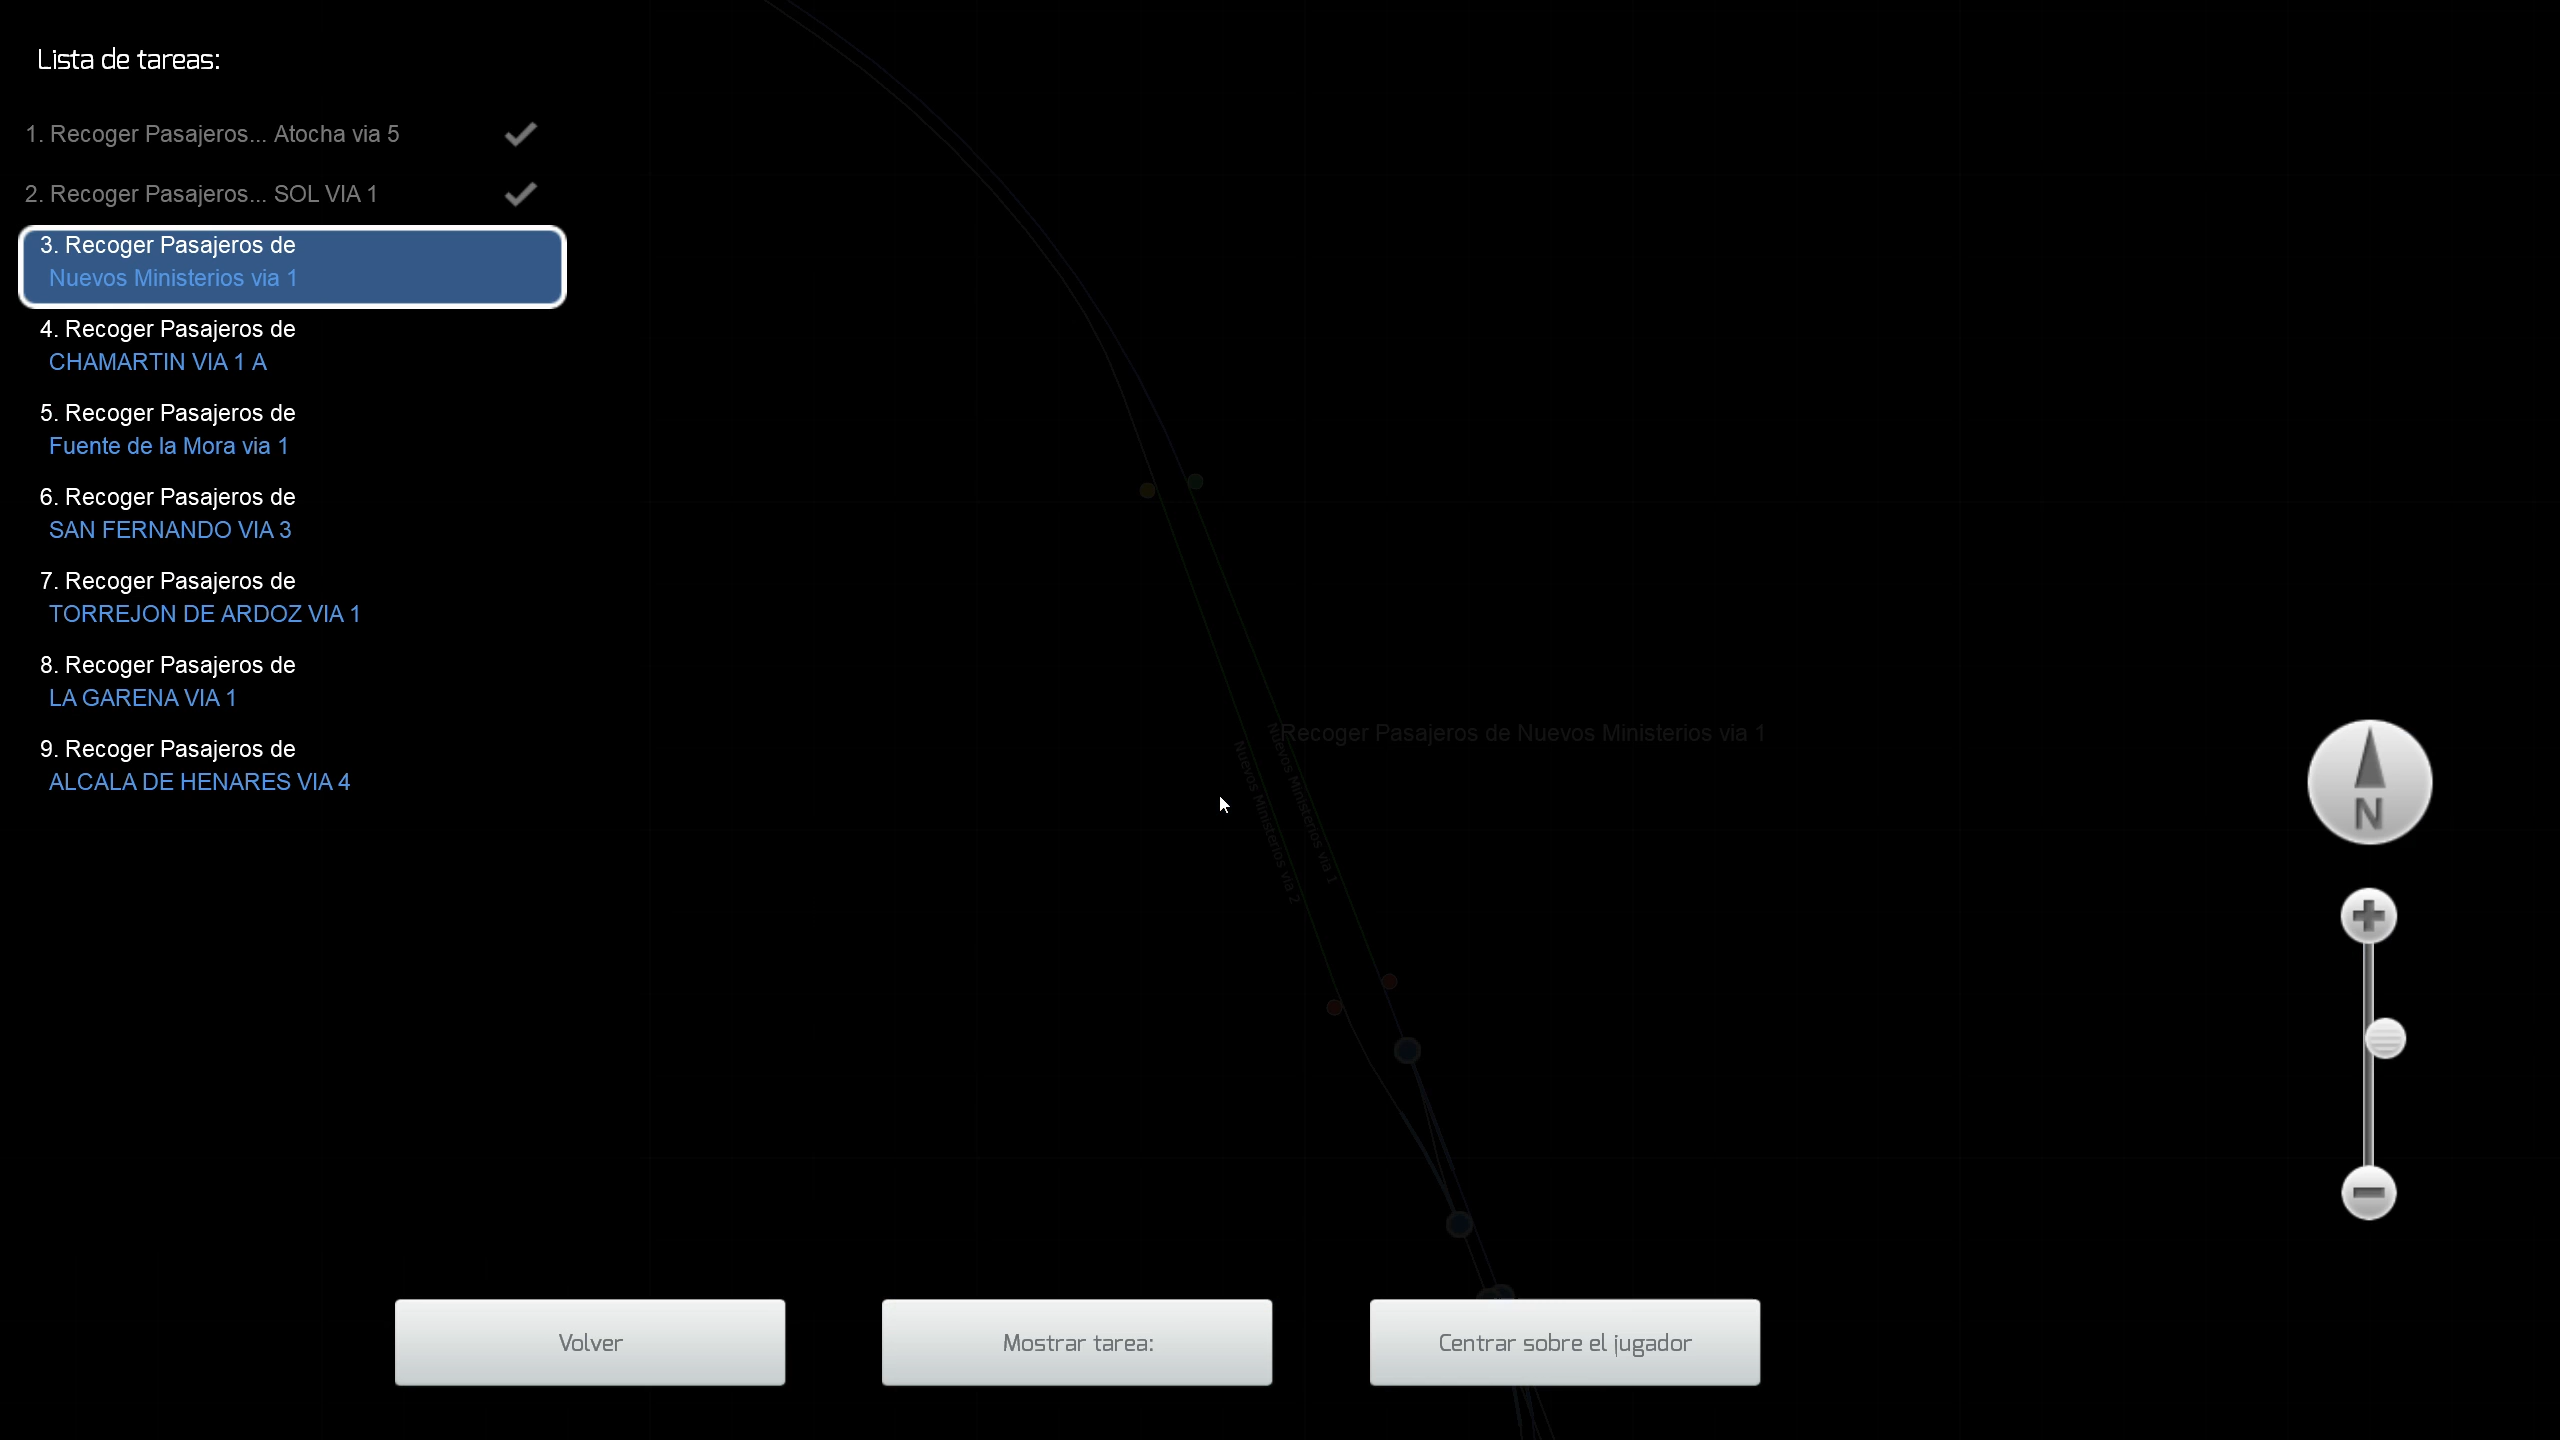 Lista de tareas:
1. Recoger Pasajeros... Atocha via 5
2. Recoger Pasajeros... SOL VIA 1
3. Recoger Pasajeros de
Nuevos Ministerios via 1
4. Recoger Pasajeros de
CHAMARTIN VIA 1 A
5. Recoger Pasajeros de
Fuente de la Mora via 1
6. Recoger Pasajeros de
SAN FERNANDO VIA 3
7. Recoger Pasajeros de
TORREJON DE ARDOZ VIA 1
8. Recoger Pasajeros de
LA GARENA VIA 1
9. Recoger Pasajeros de
ALCALA DE HENARES VIA 4
Recoger Pasajeros de Nuevos Ministerios via 1
Nuevos Ministerios via 1
Nuevos Ministerios via 2
N
Volver
Mostrar tarea:
Centrar sobre el jugador